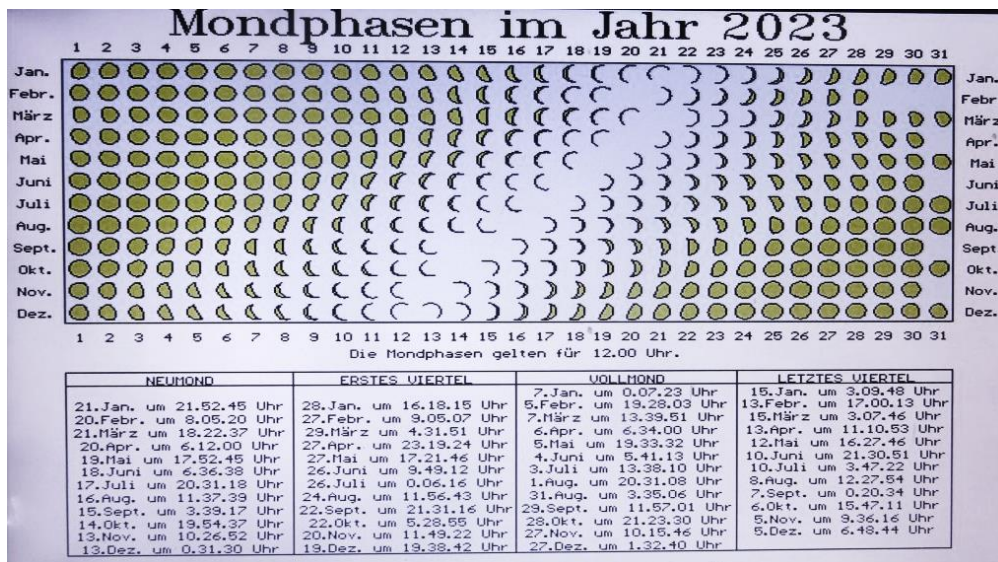 Mondphasen im Jahr 2023
1 2 3 4 5 6 7 8 9 10 11 12 13 14 15 16 17 18 19 20 21 22 23 24 25 26 27 28 29 30 31
Jan. Jan.
Febr. Febr
März März
Apr. Apr.
Mai Mai
Juni Juni
Juli Juli
Aug. Aug.
Sept. Sept
Okt. Okt.
Nov. Nov.
Dez. Dez.
1 2 3 4 5 6 7 8 9 10 11 12 13 14 15 16 17 18 19 20 21 22 23 24 25 26 27 28 29 30 31
Die Mondphasen gelten für 12.00 Uhr.
NEUMOND
21.Jan. um 21.52.45 Uhr
20.Febr. um 8.05.20 Uhr
21.März um 18.22.37 Uhr
20.Apr. um 6.12.00 Uhr
19.Mai um 17.52.45 Uhr
18.Juni um 6.36.38 Uhr
17.Juli um 20.31.18 Uhr
16.Aug. um 11.37.39 Uhr
15.Sept. um 3.39.17 Uhr
14.Okt. um 19.54.37 Uhr
13.Nov. um 10.26.52 Uhr
13.Dez. um 0.31.30 Uhr
ERSTES VIERTEL
28.Jan. um 16.18.15 Uhr
27.Febr. um 9.05.07 Uhr
29.März um 4.31.51 Uhr
27.Apr. um 23.19.24 Uhr
27.Mai um 17.21.46 Uhr
26.Juni um 9.49.12 Uhr
26.Juli um 0.06.16 Uhr
24.Aug. um 11.56.43 Uhr
22.Sept. um 21.31.16 Uhr
22.Okt. um 5.28.55 Uhr
20.Nov. um 11.49.22 Uhr
19.Dez. um 19.38.42 Uhr
VOLLMOND
7.Jan. um 0.07.23 Uhr
5.Febr. um 19.28.03 Uhr
7.März um 13.39.51 Uhr
6.Apr. um 6.34.00 Uhr
5.Mai um 19.33.32 Uhr
4.Juni um 5.41.13 Uhr
3.Juli um 13.38.10 Uhr
1.Aug. um 20.31.08 Uhr
31.Aug. um 3.35.06 Uhr
29.Sept. um 11.57.01 Uhr
28.Okt. um 21.23.30 Uhr
27.Nov. um 10.15.46 Uhr
27.Dez. um 1.32.40 Uhr
LETZTES VIERTEL
15.Jan. um 3.09.48 Uhr
13.Febr. um 17.00.13 Uhr
15.März um 3.07.46 Uhr
13.Apr. um 11.10.53 Uhr
12.Mai um 16.27.46 Uhr
10.Juni um 21.30.51 Uhr
10.Juli um 3.47.22 Uhr
8.Aug. um 12.27.54 Uhr
7.Sept. um 0.20.34 Uhr
6.Okt. um 15.47.11 Uhr
5.Nov. um 9.36.16 Uhr
5.Dez. um 6.48.44 Uhr